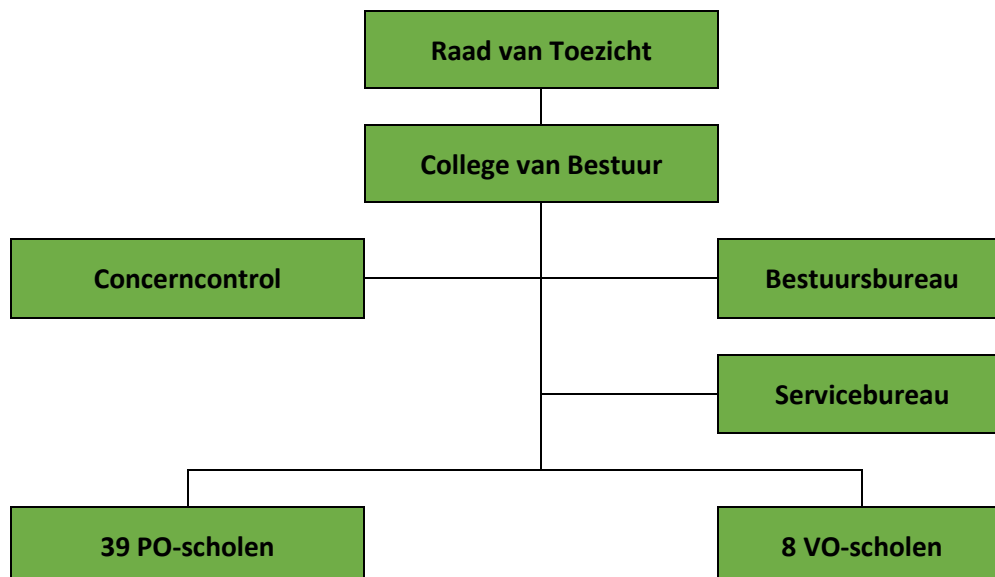 Raad van Toezicht
College van Bestuur
Concerncontrol
Bestuursbureau
Servicebureau
39 PO-scholen
8 VO-scholen